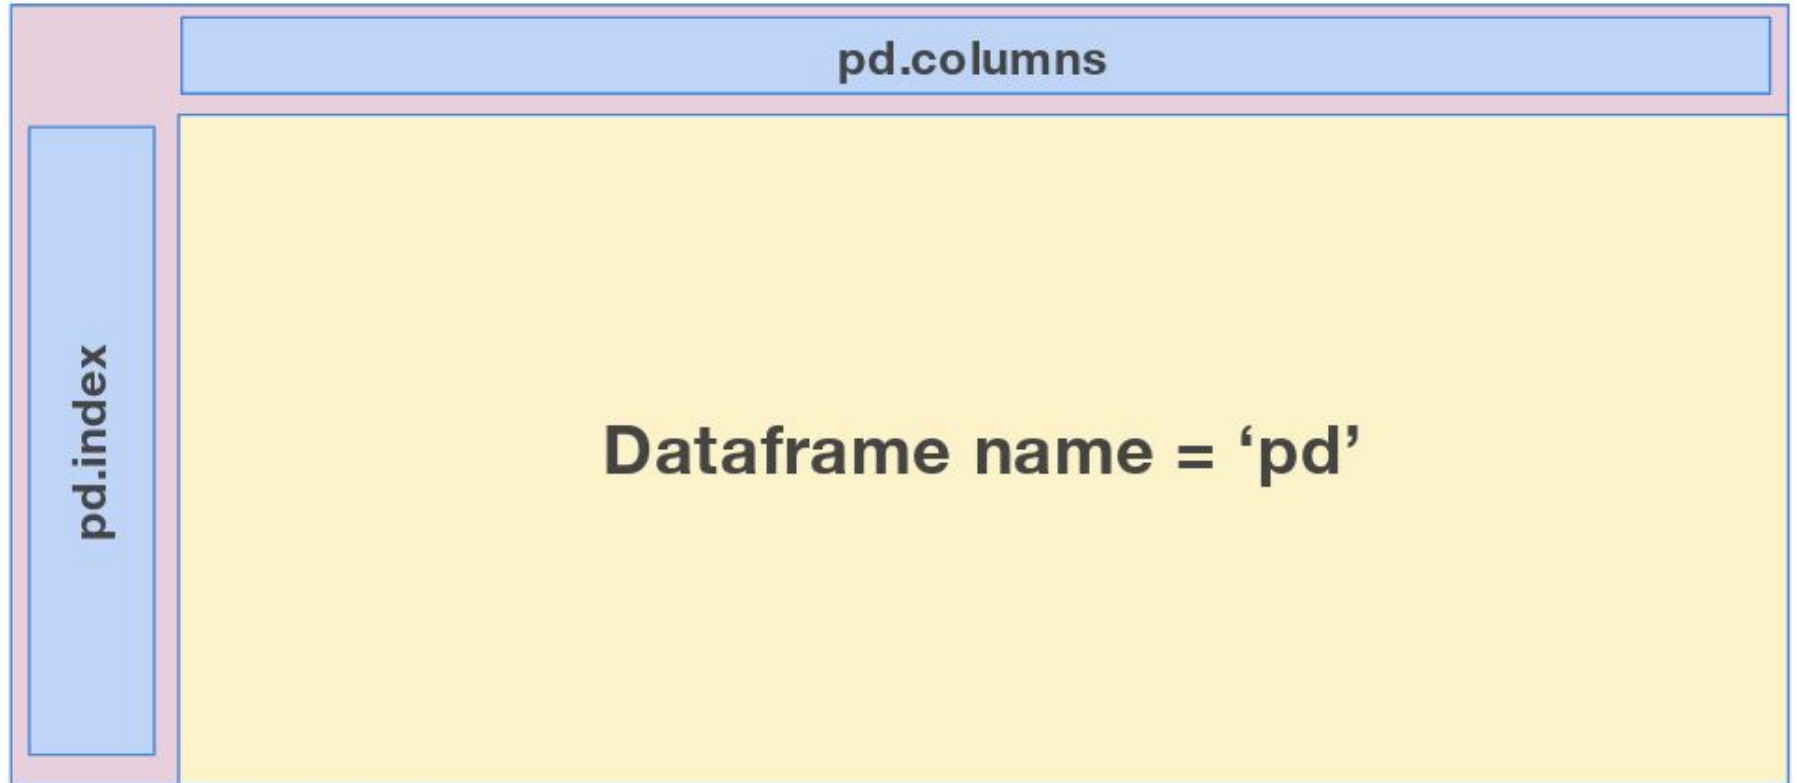 pd.columns
pd.index
Dataframe name = ‘pd’